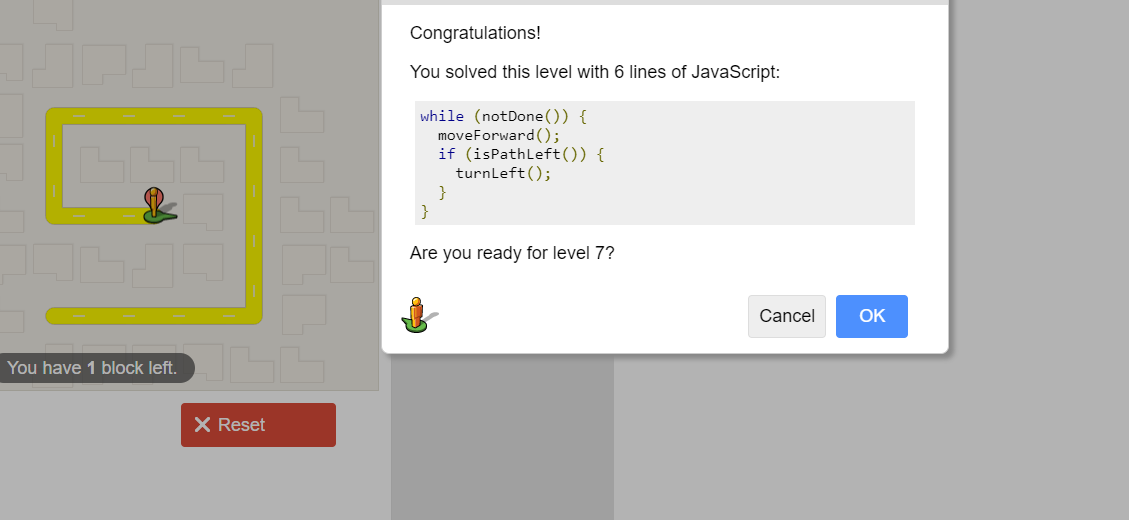 Congratulations!
You solved this level with 6 lines of JavaScript:
while (notDone()) {
  moveForward();
  if (isPathLeft()) {
    turnLeft();
  }
}
Are you ready for level 7?
Cancel
OK
You have 1 block left.
Reset